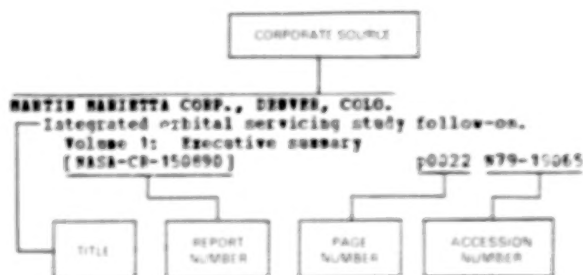 CORPORATE SOURCE
MARTIN MARIETTA CORP., DENVER, COLO.
Integrated orbital servicing study follow-on.
Volume 1: Executive summary
[NASA-CR-150890] p0022 N79-19065
TITLE
REPORT NUMBER
PAGE NUMBER
ACCESSION NUMBER